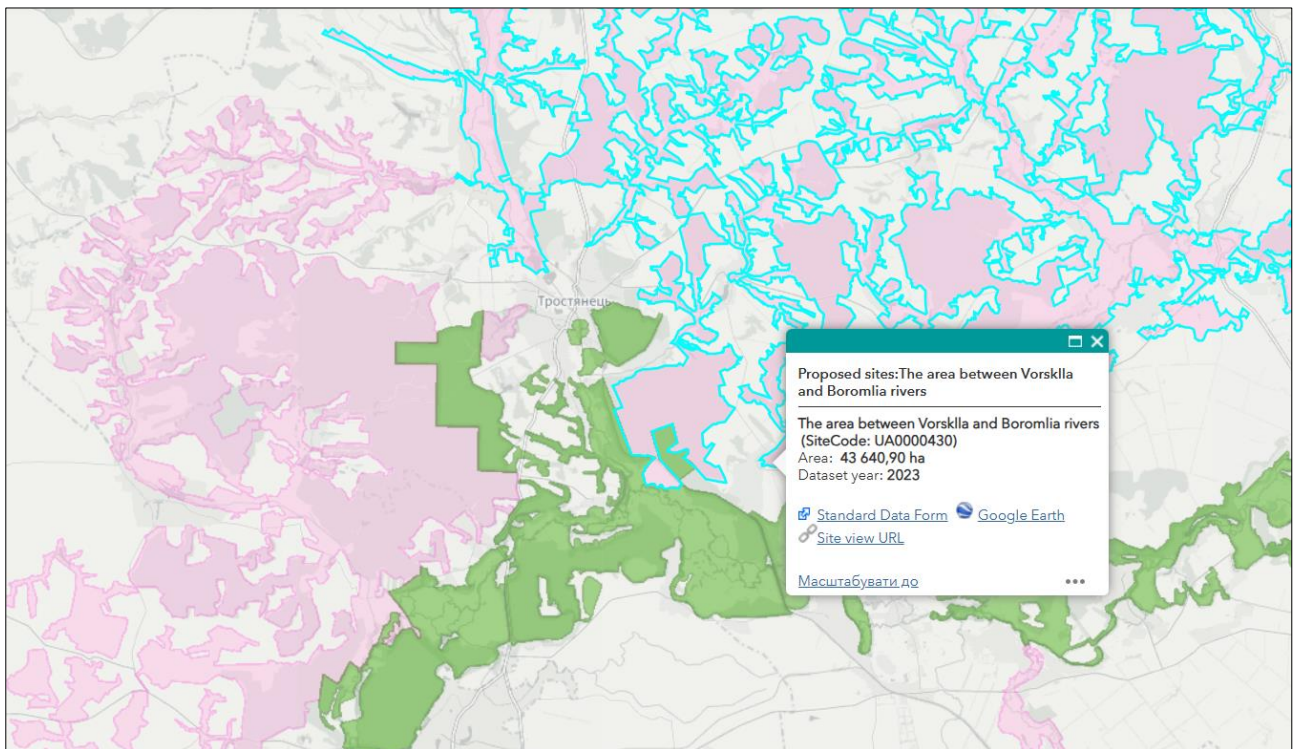 Тростянець
Proposed sites:The area between Vorsklla
and Boromlia rivers
The area between Vorsklla and Boromlia rivers
(SiteCode: UA0000430)
Area: 43 640,90 ha
Dataset year: 2023
Standard Data Form Google Earth
Site view URL
Масштабувати до